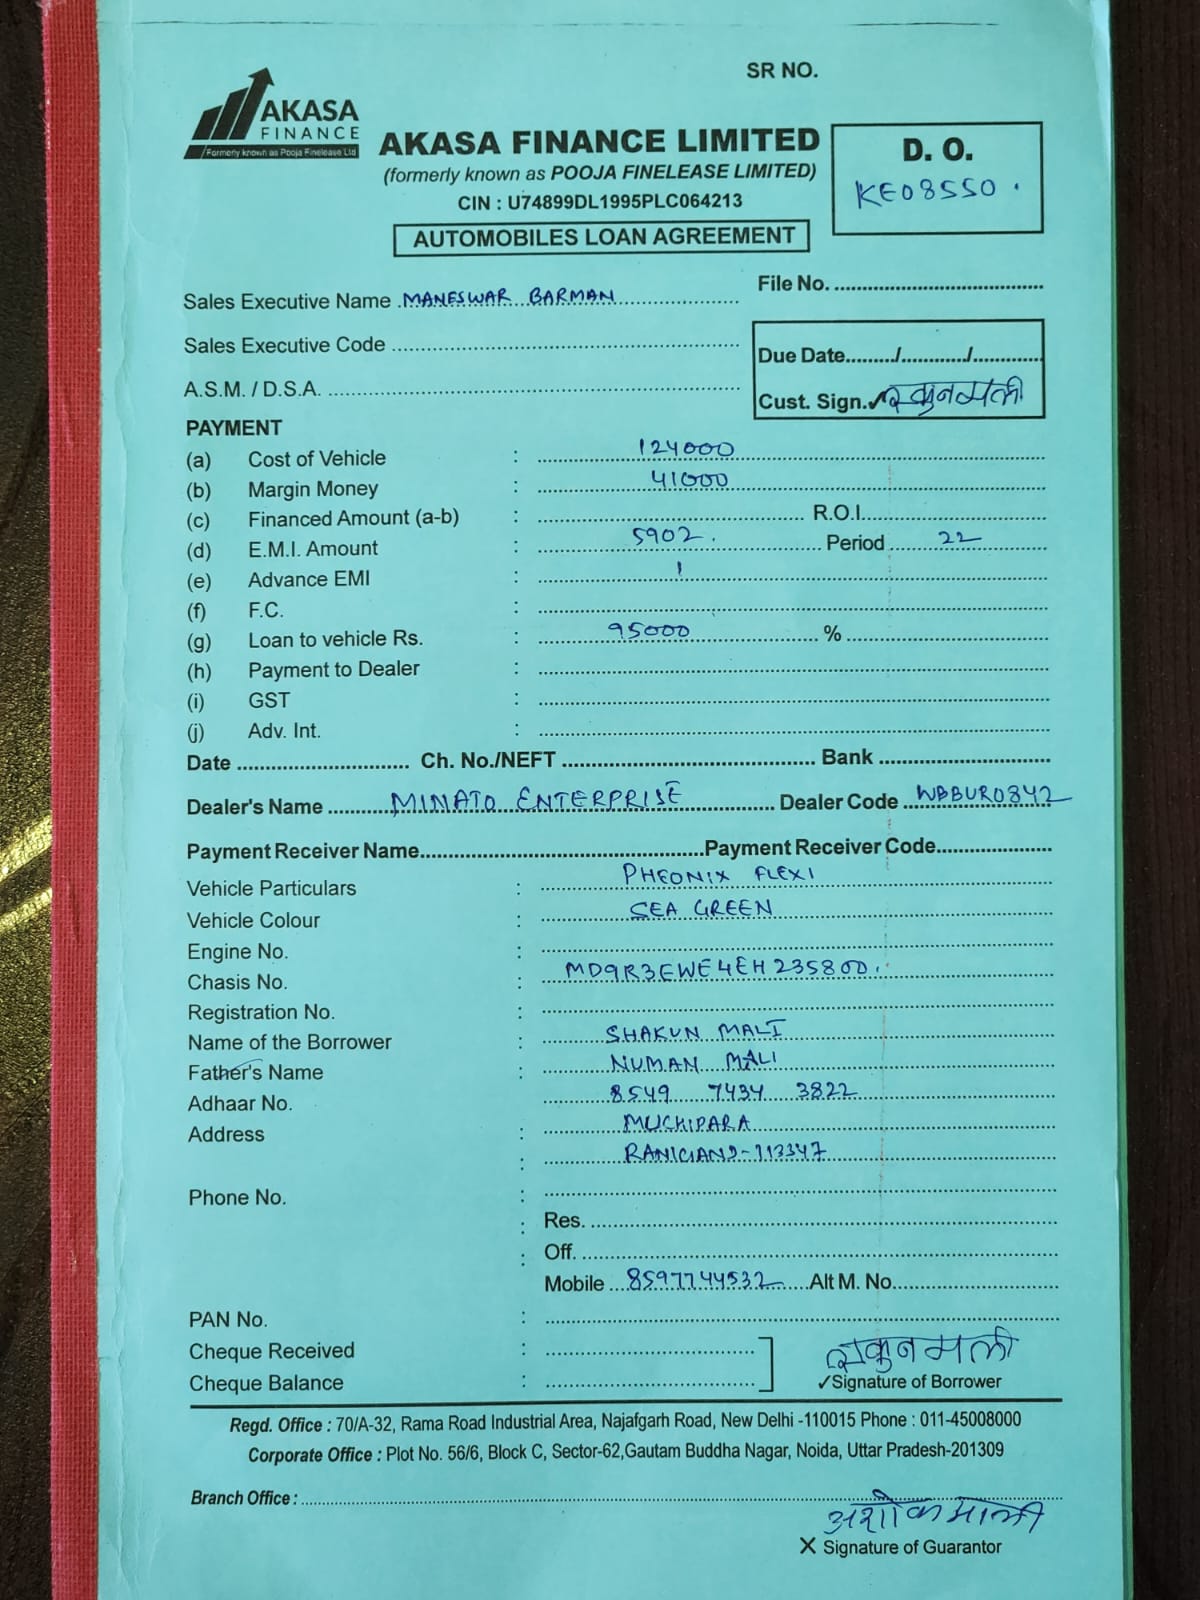 SR NO.
AKASA
FINANCE
Formerly known as Pooja Finelease Ltd
AKASA FINANCE LIMITED
(formerly known as POOJA FINELEASE LIMITED)
CIN : U74899DL1995PLC064213
AUTOMOBILES LOAN AGREEMENT
D. O.
KE08550.
Sales Executive Name MANESWAR BARMAN
File No.
Sales Executive Code
A.S.M. / D.S.A.
Due Date / /
Cust. Sign. ✓ शकुन माली
PAYMENT
(a) Cost of Vehicle : 124000
(b) Margin Money : 41000
(c) Financed Amount (a-b) : R.O.I.
(d) E.M.I. Amount : 5902. Period 22
(e) Advance EMI : 1
(f) F.C. :
(g) Loan to vehicle Rs. : 95000 %
(h) Payment to Dealer :
(i) GST :
(j) Adv. Int. :
Date Ch. No./NEFT Bank
Dealer's Name MINATO ENTERPRISE Dealer Code WBBUR0842
Payment Receiver Name Payment Receiver Code
Vehicle Particulars : PHEONIX FLEXI
Vehicle Colour : SEA GREEN
Engine No. :
Chasis No. : MD9R3EWE4EH235800.
Registration No. :
Name of the Borrower : SHAKUN MALI
Father's Name : NUMAN MALI
Adhaar No. : 8549 7434 3822
Address : MUCHIPARA
: RANIGANJ-713347
Phone No. :
: Res.
: Off.
Mobile 8597744532 Alt M. No.
PAN No. :
Cheque Received :
Cheque Balance :
शकुन माली
✓Signature of Borrower
Regd. Office : 70/A-32, Rama Road Industrial Area, Najafgarh Road, New Delhi -110015 Phone : 011-45008000
Corporate Office : Plot No. 56/6, Block C, Sector-62,Gautam Buddha Nagar, Noida, Uttar Pradesh-201309
Branch Office :
अशोक माली
X Signature of Guarantor